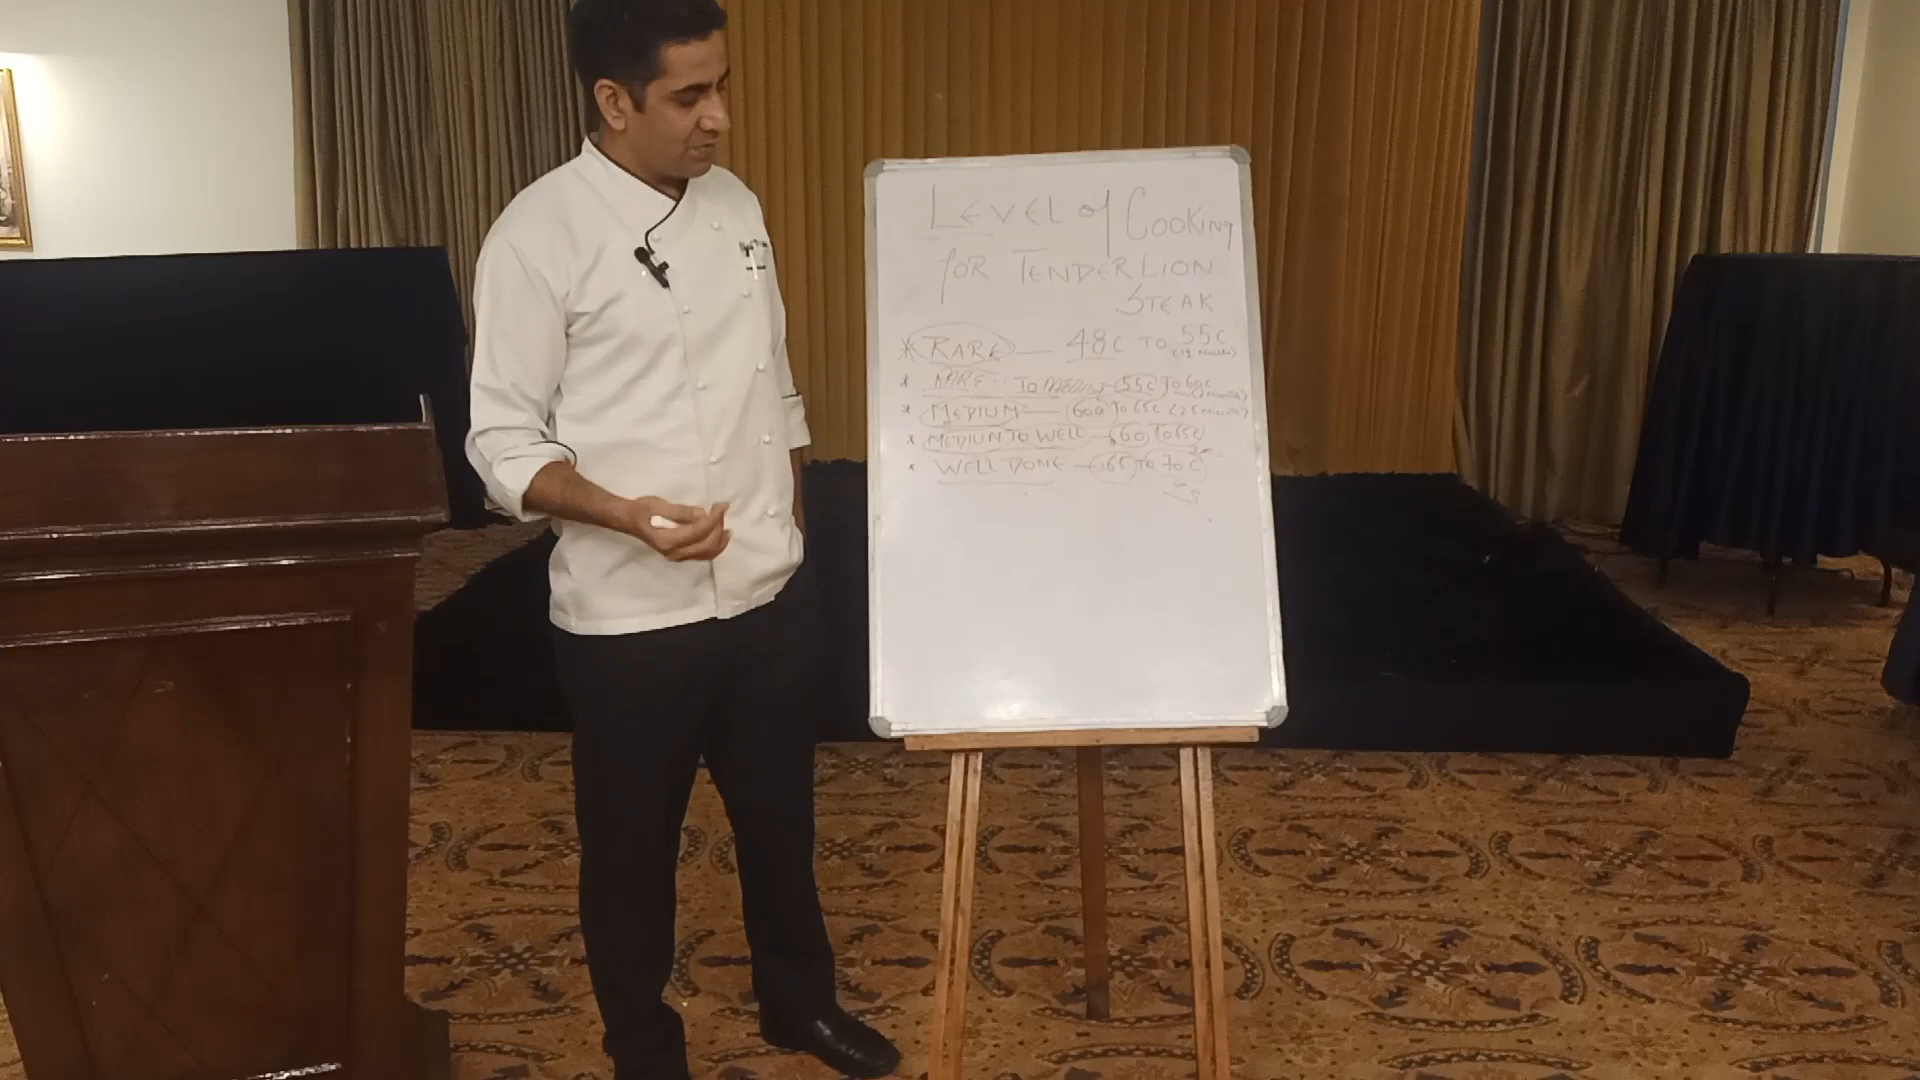 LEVEL of COOKING
fOR TENDERLION
STEAK
* RARE — 48C TO 55C
* RARE TO MEDIUM 55C To 60C
* MEDIUM — 60C To 65C
* MEDIUM TO WELL — 60 To 65C
* WELL DONE — 65 To 70C